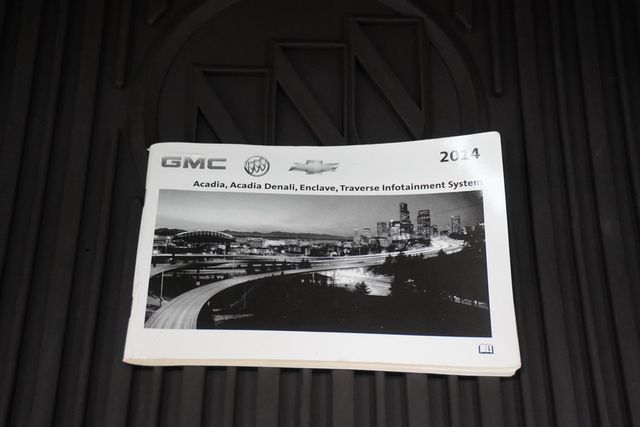 GMC 2014
Acadia, Acadia Denali, Enclave, Traverse Infotainment System